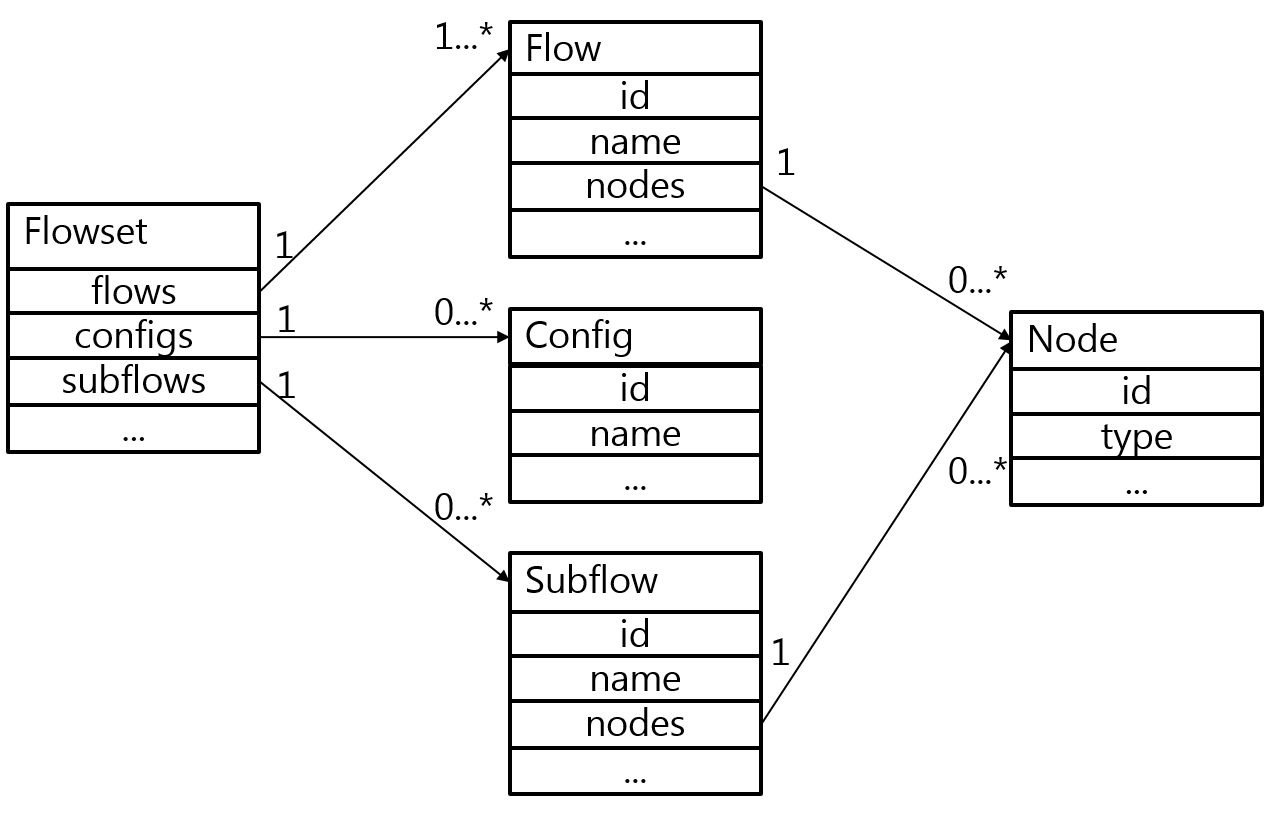 Flowset
flows
configs
subflows
...
1
1
1
1...*
0...*
0...*
Flow
id
name
nodes
...
Config
id
name
...
Subflow
id
name
nodes
...
1
1
0...*
0...*
Node
id
type
...